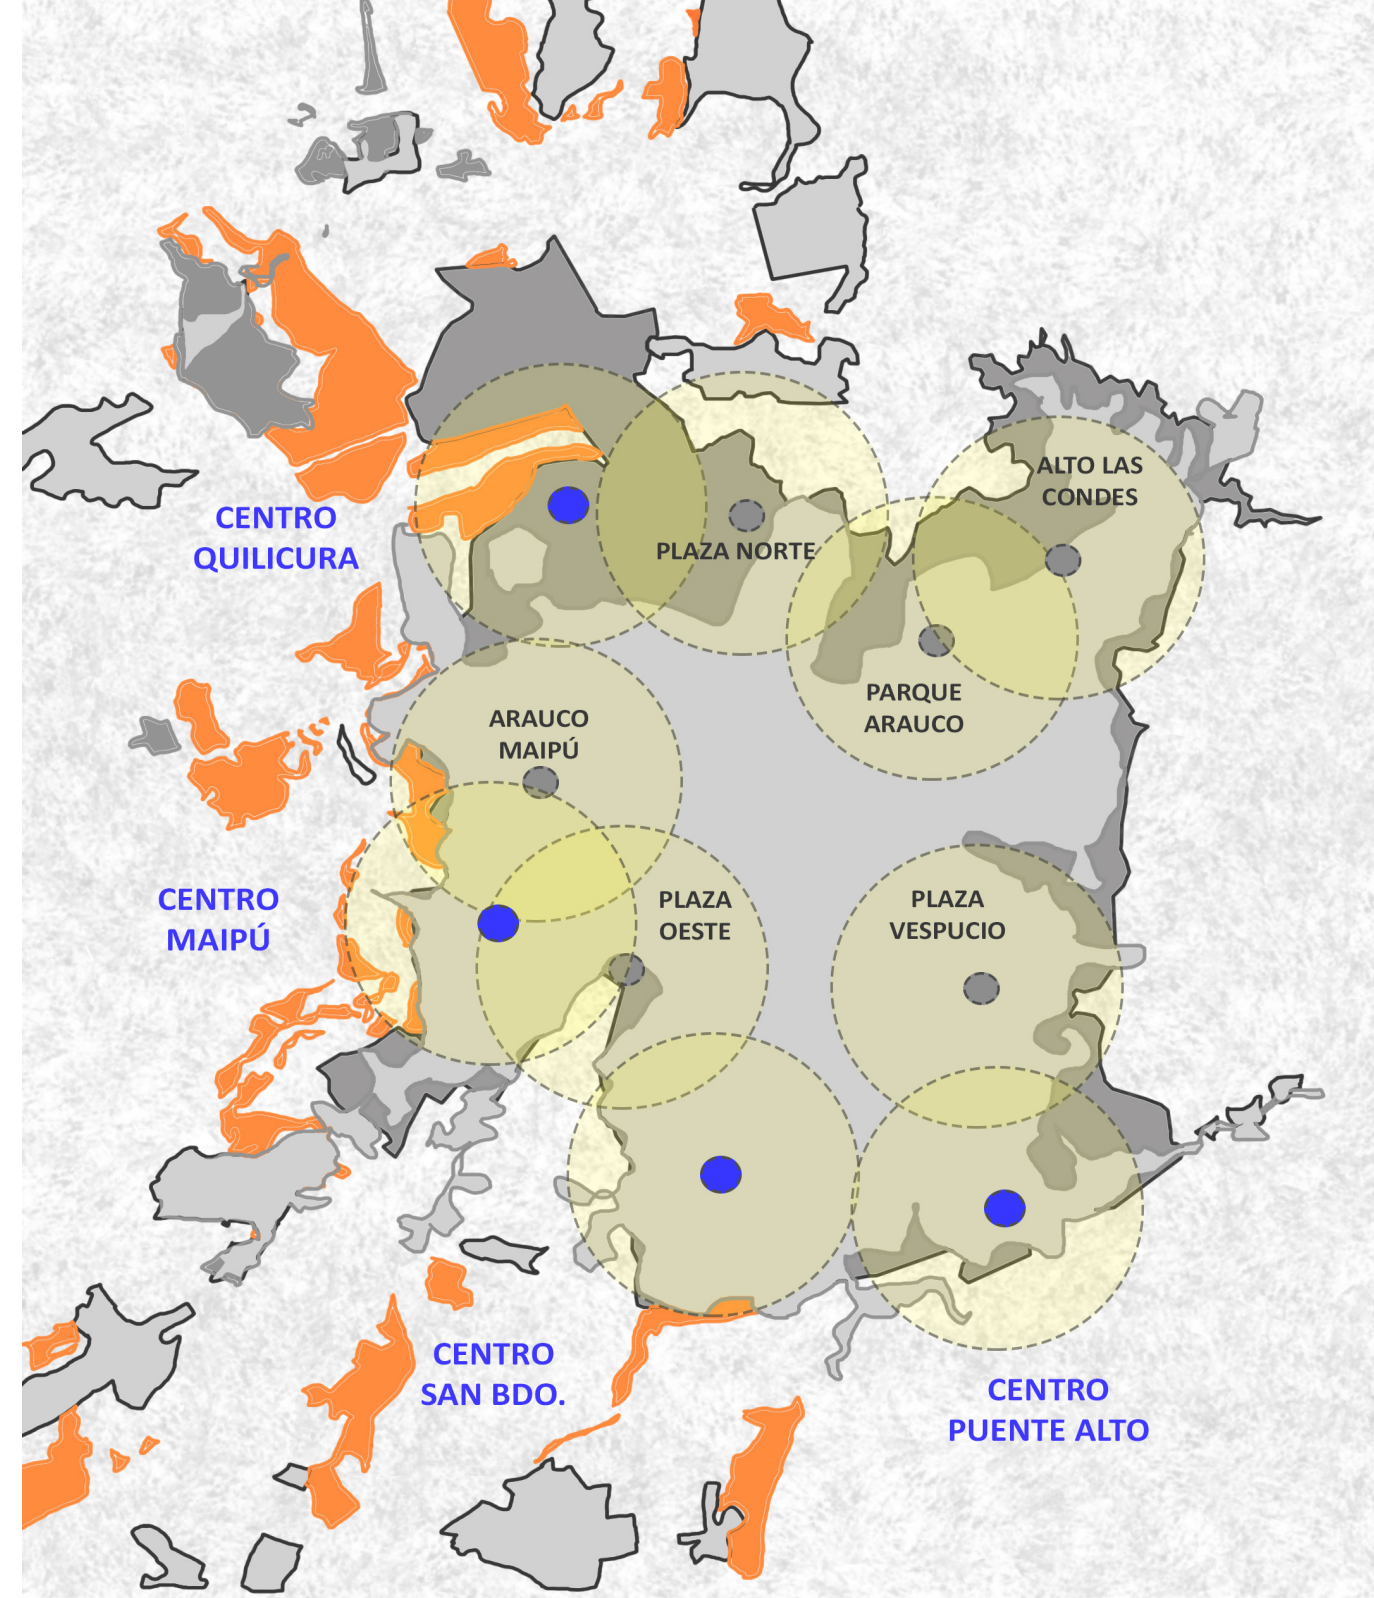 ALTO LAS
CONDES
CENTRO
QUILICURA
PLAZA NORTE
PARQUE
ARAUCO
ARAUCO
MAIPÚ
CENTRO
MAIPÚ
PLAZA
OESTE
PLAZA
VESPUCIO
CENTRO
SAN BDO.
CENTRO
PUENTE ALTO